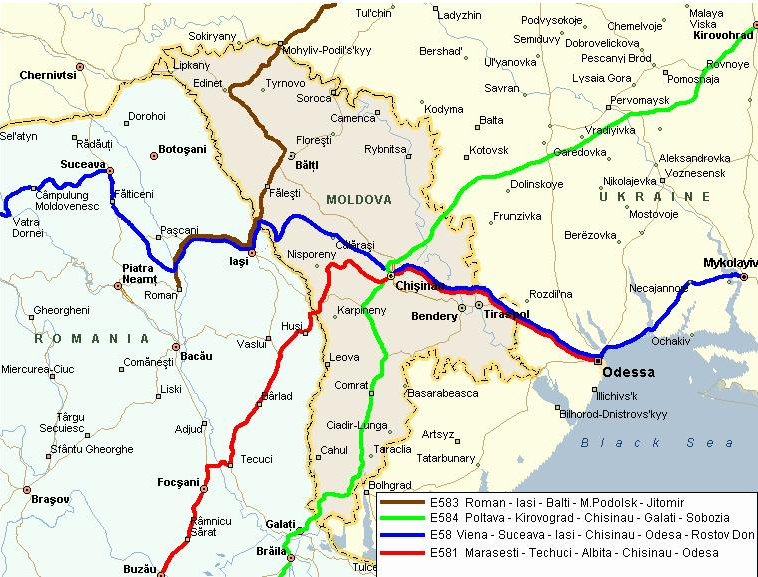 Tul'chin
Ladyzhin
Malaya
Viska
Kirovohrad
Podvysokoje
Chemelvoje
Semiduvy
Dobrovelickova
Sokiryany
Mohyliv-Podil's'kyy
Bershad'
Ul'yanovka
Pescanyj Bród
Rovnoye
Lipkany
Chernivtsi
Edinet
Tyrnovo
Soroca
Savran
Lysaia Gora
Pomosnaja
Kodyma
Pervomaysk
Camenca
Balta
Dorohoi
Sel'atyn
Rădăuți
Botoşani
Floreşti
Rybnitsa
Vradiyivka
Kotovsk
Goredovka
Aleksandrovka
Voznesensk
Suceava
Bălți
Făleşti
Dolinskoye
Nikolajevka
Câmpulung
Moldovenesc
Fălticeni
MOLDOVA
UKRAINE
Mostovoje
Frunzivka
Vatra
Dornei
Paşcani
Călăraşi
Berëzovka
Iaşi
Nisporeny
Piatra
Neamț
Roman
Chişinau
Mykolayiv
Necajannoje
Rozdil'na
Gheorgheni
Karpineny
Bendery
Tiraspol
ROMANIA
Huşi
Vaslui
Ochakiv
Bacău
Leova
Odessa
Miercurea-Ciuc
Comăneşti
Comrat
Basarabeasca
Illichivs'k
Liski
Bârlad
Bilhorod-Dnistrovs'kyy
Târgu
Secuiesc
Adjud
Ciadir-Lunga
Artsyz
Black Sea
Sfântu Gheorghe
Cahul
Taraclia
Tatarbunary
Tecuci
Focşani
Braşov
Bolhgrad
Râmnicu
Sărat
Galați
Brăila
Buzău
Tulce
E583 Roman - Iasi - Balti - M.Podolsk - Jitomir
E584 Poltava - Kirovograd - Chisinau - Galati - Sobozia
E58 Viena - Suceava - Iasi - Chisinau - Odesa - Rostov Don
E581 Marasesti - Techuci - Albita - Chisinau - Odesa